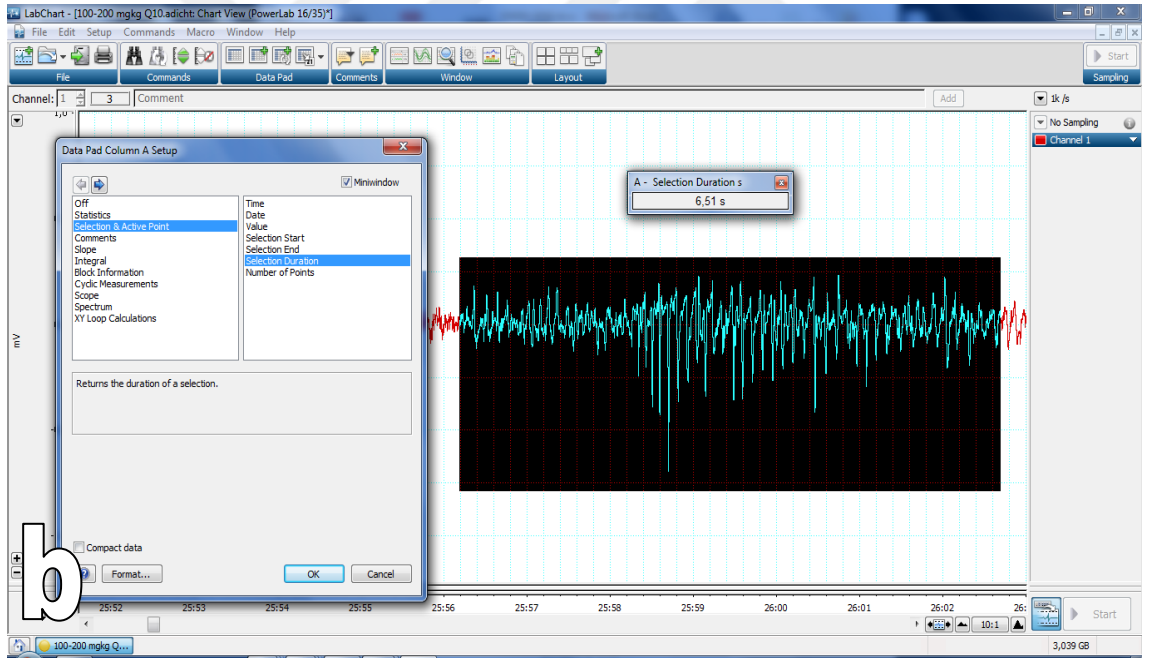 LabChart - [100-200 mgkg Q10.adicht: Chart View (PowerLab 16/35)*]
File Edit Setup Commands Macro Window Help
File Commands Data Pad Comments Window Layout Start
Sampling
Channel: 1 3 Comment Add 1k /s
1,0
No Sampling
Channel 1
Data Pad Column A Setup
Miniwindow
Off
Statistics
Selection & Active Point
Comments
Slope
Integral
Block Information
Cyclic Measurements
Scope
Spectrum
XY Loop Calculations
Time
Date
Value
Selection Start
Selection End
Selection Duration
Number of Points
Returns the duration of a selection.
Compact data
Format... OK Cancel
A - Selection Duration s
6,51 s
mV
b
25:52 25:53 25:54 25:55 25:56 25:57 25:58 25:59 26:00 26:01 26:02 26:
10:1 Start
100-200 mgkg Q... 3,039 GB